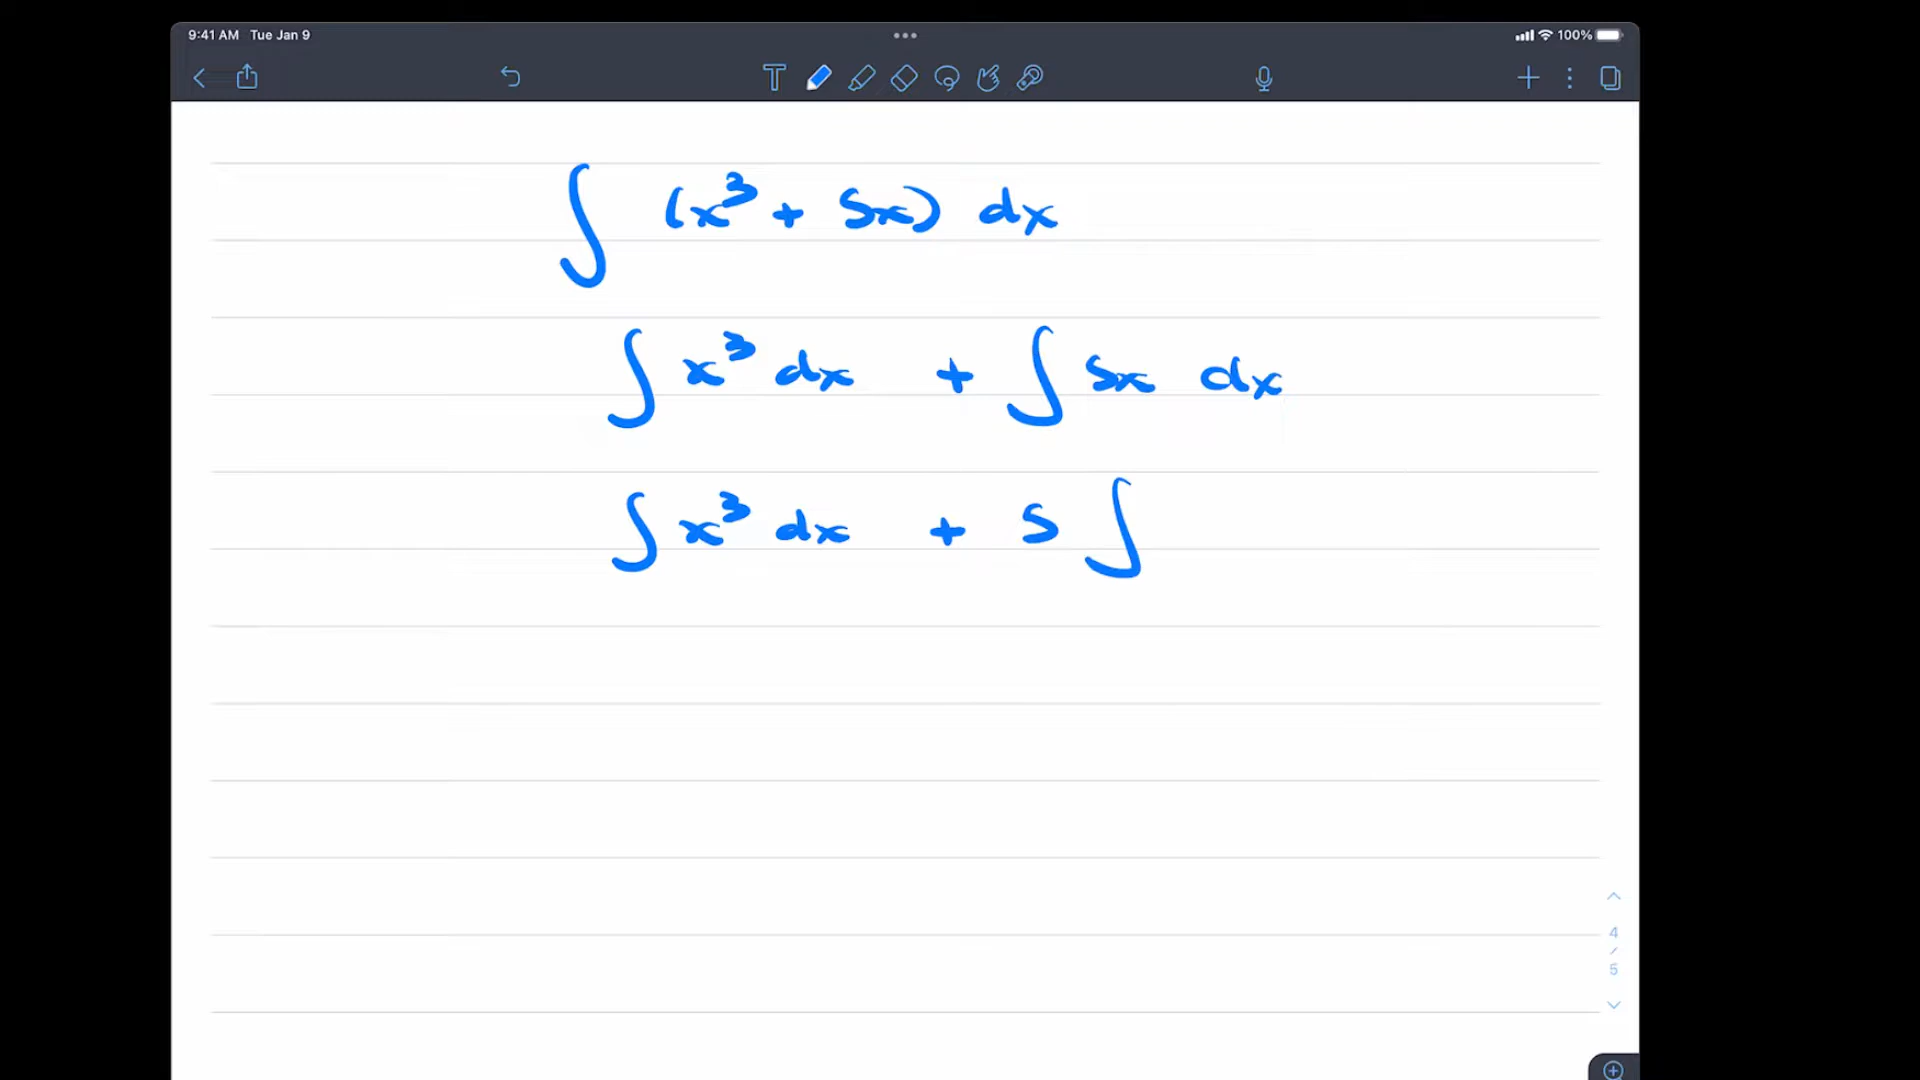 9:41 AM Tue Jan 9 100%
∫ (x³ + 5x) dx
∫ x³ dx + ∫ 5x dx
∫ x³ dx + 5 ∫
4
/
5